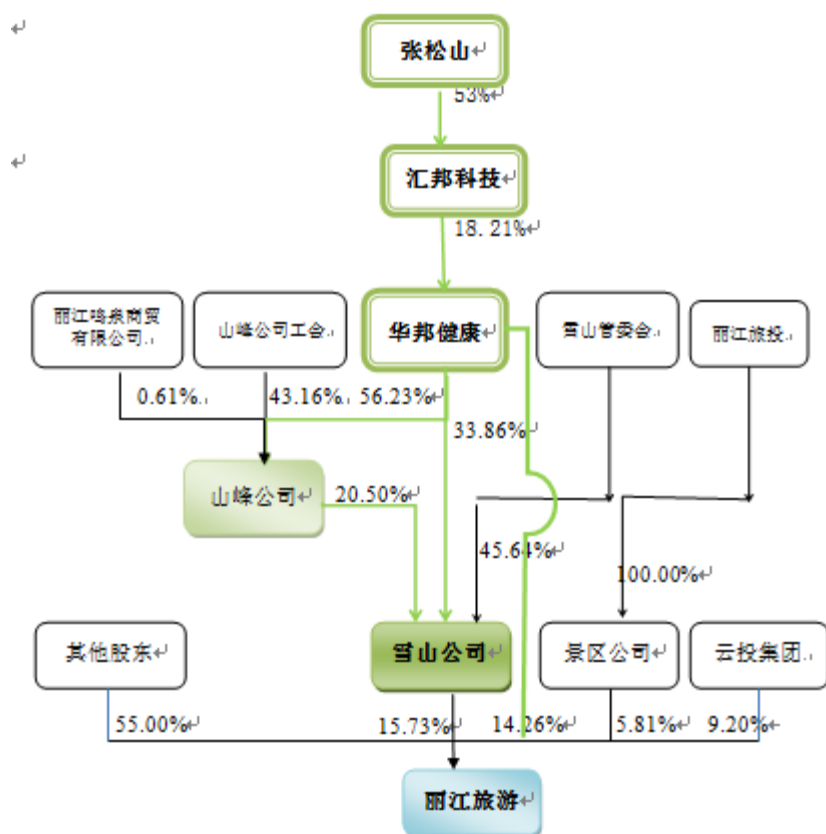 张松山
53%
汇邦科技
18.21%
丽江鸣泉商贸
有限公司
山峰公司工会
华邦健康
雪山管委会
丽江旅投
0.61%
43.16%
56.23%
33.86%
山峰公司
20.50%
45.64%
100.00%
其他股东
雪山公司
景区公司
云投集团
55.00%
15.73%
14.26%
5.81%
9.20%
丽江旅游